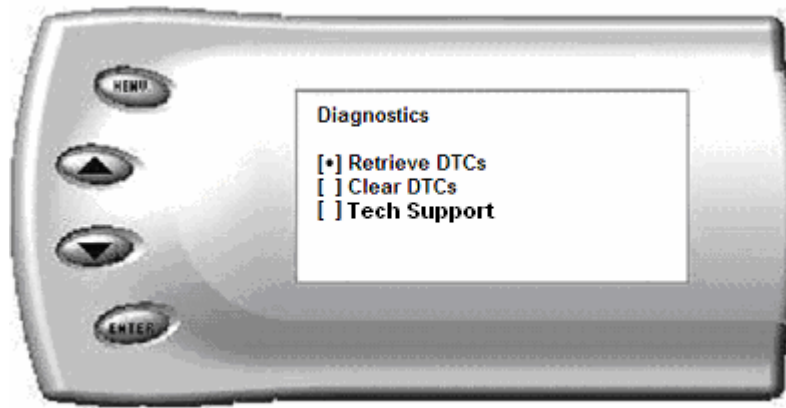 MENU
Diagnostics
[•] Retrieve DTCs
[ ] Clear DTCs
[ ] Tech Support
ENTER